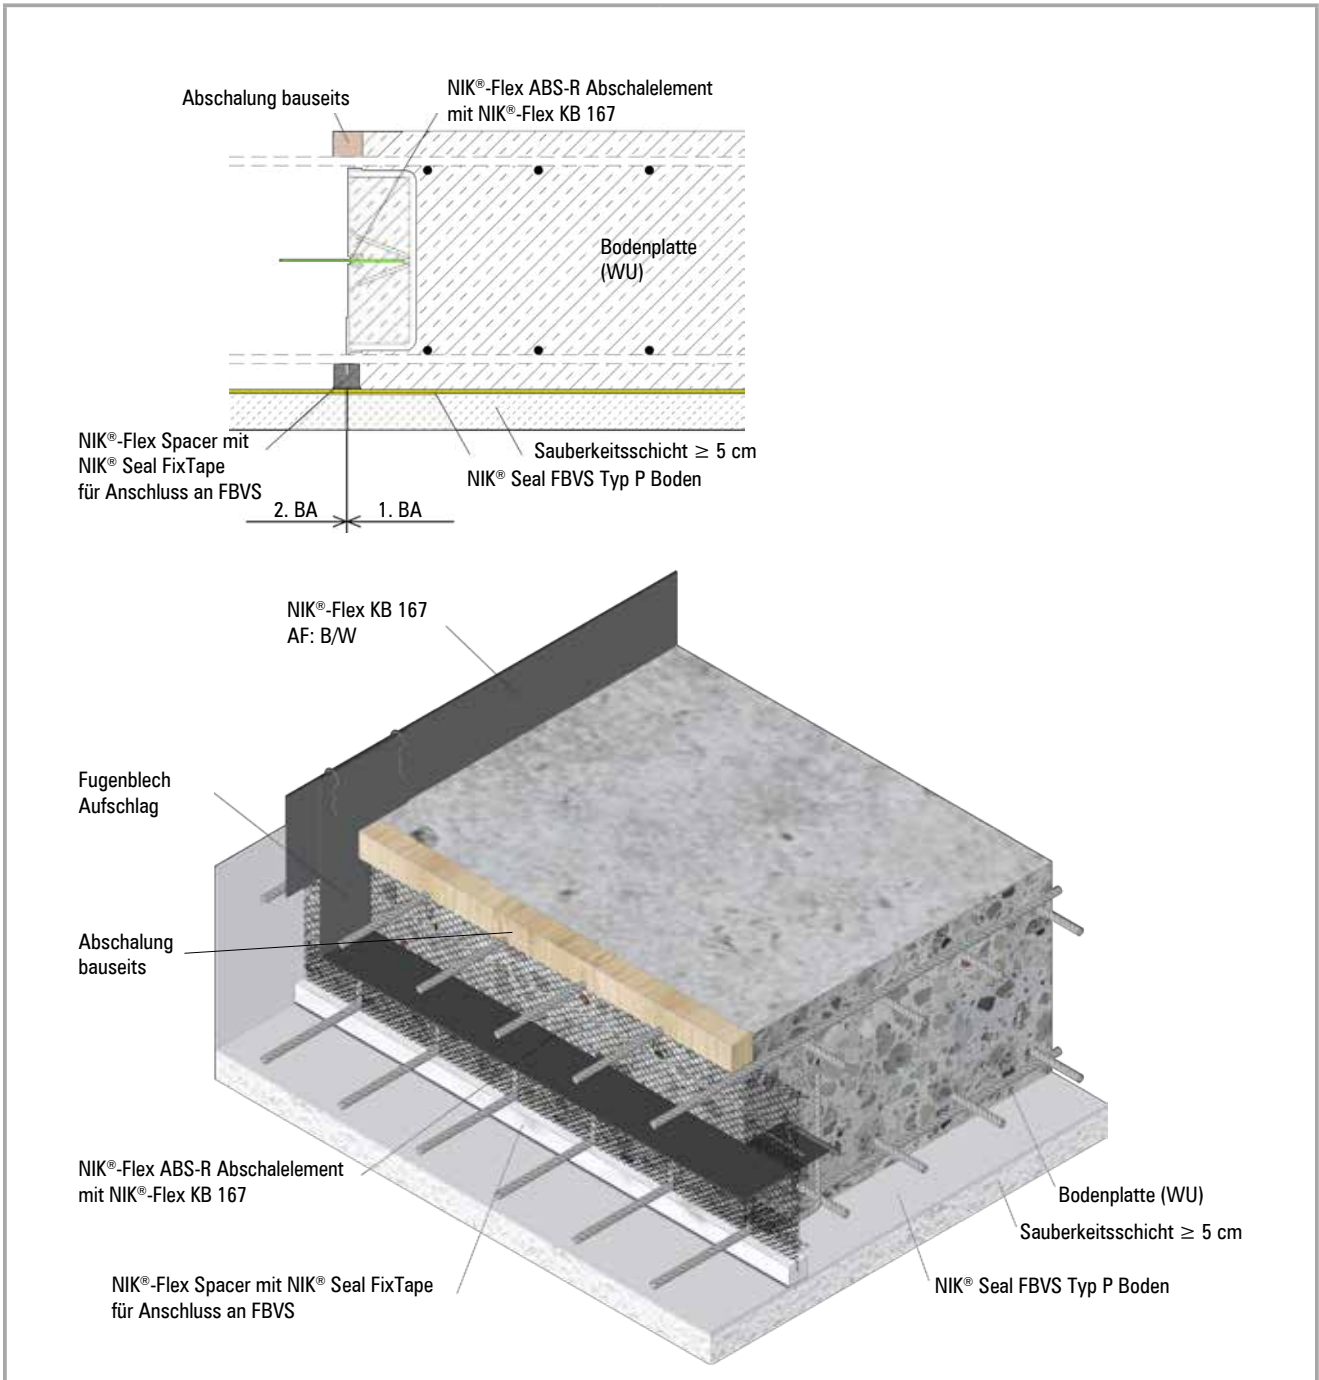 Abschalung bauseits
NIK®-Flex ABS-R Abschalelement
mit NIK®-Flex KB 167
Bodenplatte
(WU)
NIK®-Flex Spacer mit
NIK® Seal FixTape
für Anschluss an FBVS
Sauberkeitsschicht ≥ 5 cm
NIK® Seal FBVS Typ P Boden
2. BA
1. BA
NIK®-Flex KB 167
AF: B/W
Fugenblech
Aufschlag
Abschalung
bauseits
NIK®-Flex ABS-R Abschalelement
mit NIK®-Flex KB 167
Bodenplatte (WU)
Sauberkeitsschicht ≥ 5 cm
NIK®-Flex Spacer mit NIK® Seal FixTape
für Anschluss an FBVS
NIK® Seal FBVS Typ P Boden